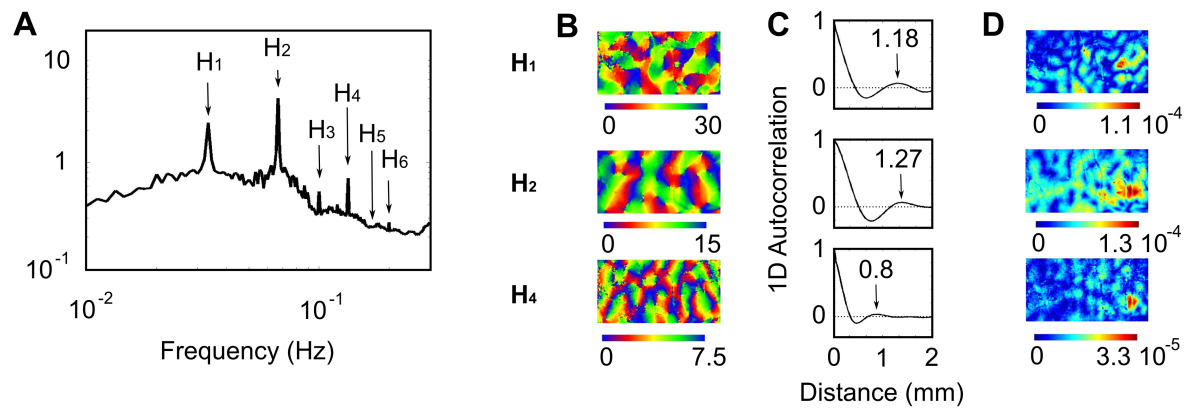 A
10
1
10-1
10-2
10-1
Frequency (Hz)
H1
H2
H3
H4
H5
H6
B
H1
0 30
H2
0 15
H4
0 7.5
C
1D Autocorrelation
1
0
1.18
1
0
1.27
1
0
0.8
0 1 2
Distance (mm)
D
0 1.1 10-4
0 1.3 10-4
0 3.3 10-5